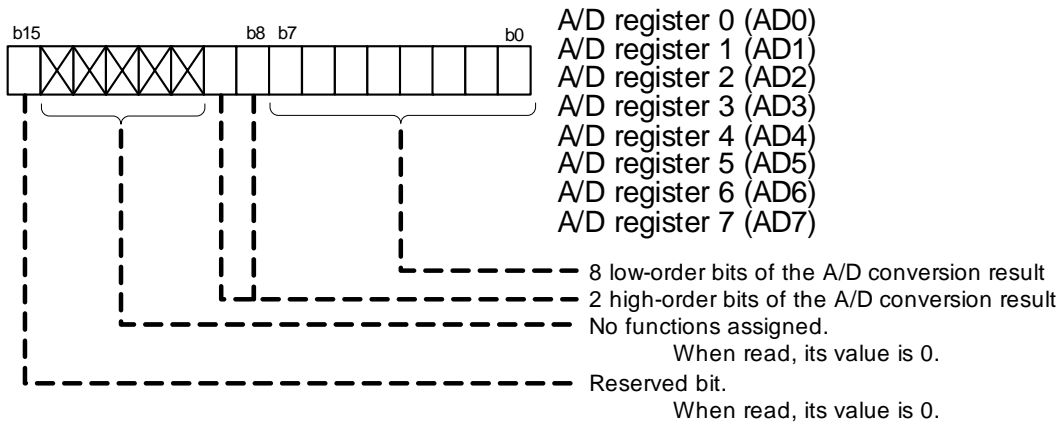 b15 b8 b7 b0
A/D register 0 (AD0)
A/D register 1 (AD1)
A/D register 2 (AD2)
A/D register 3 (AD3)
A/D register 4 (AD4)
A/D register 5 (AD5)
A/D register 6 (AD6)
A/D register 7 (AD7)
8 low-order bits of the A/D conversion result
2 high-order bits of the A/D conversion result
No functions assigned.
When read, its value is 0.
Reserved bit.
When read, its value is 0.